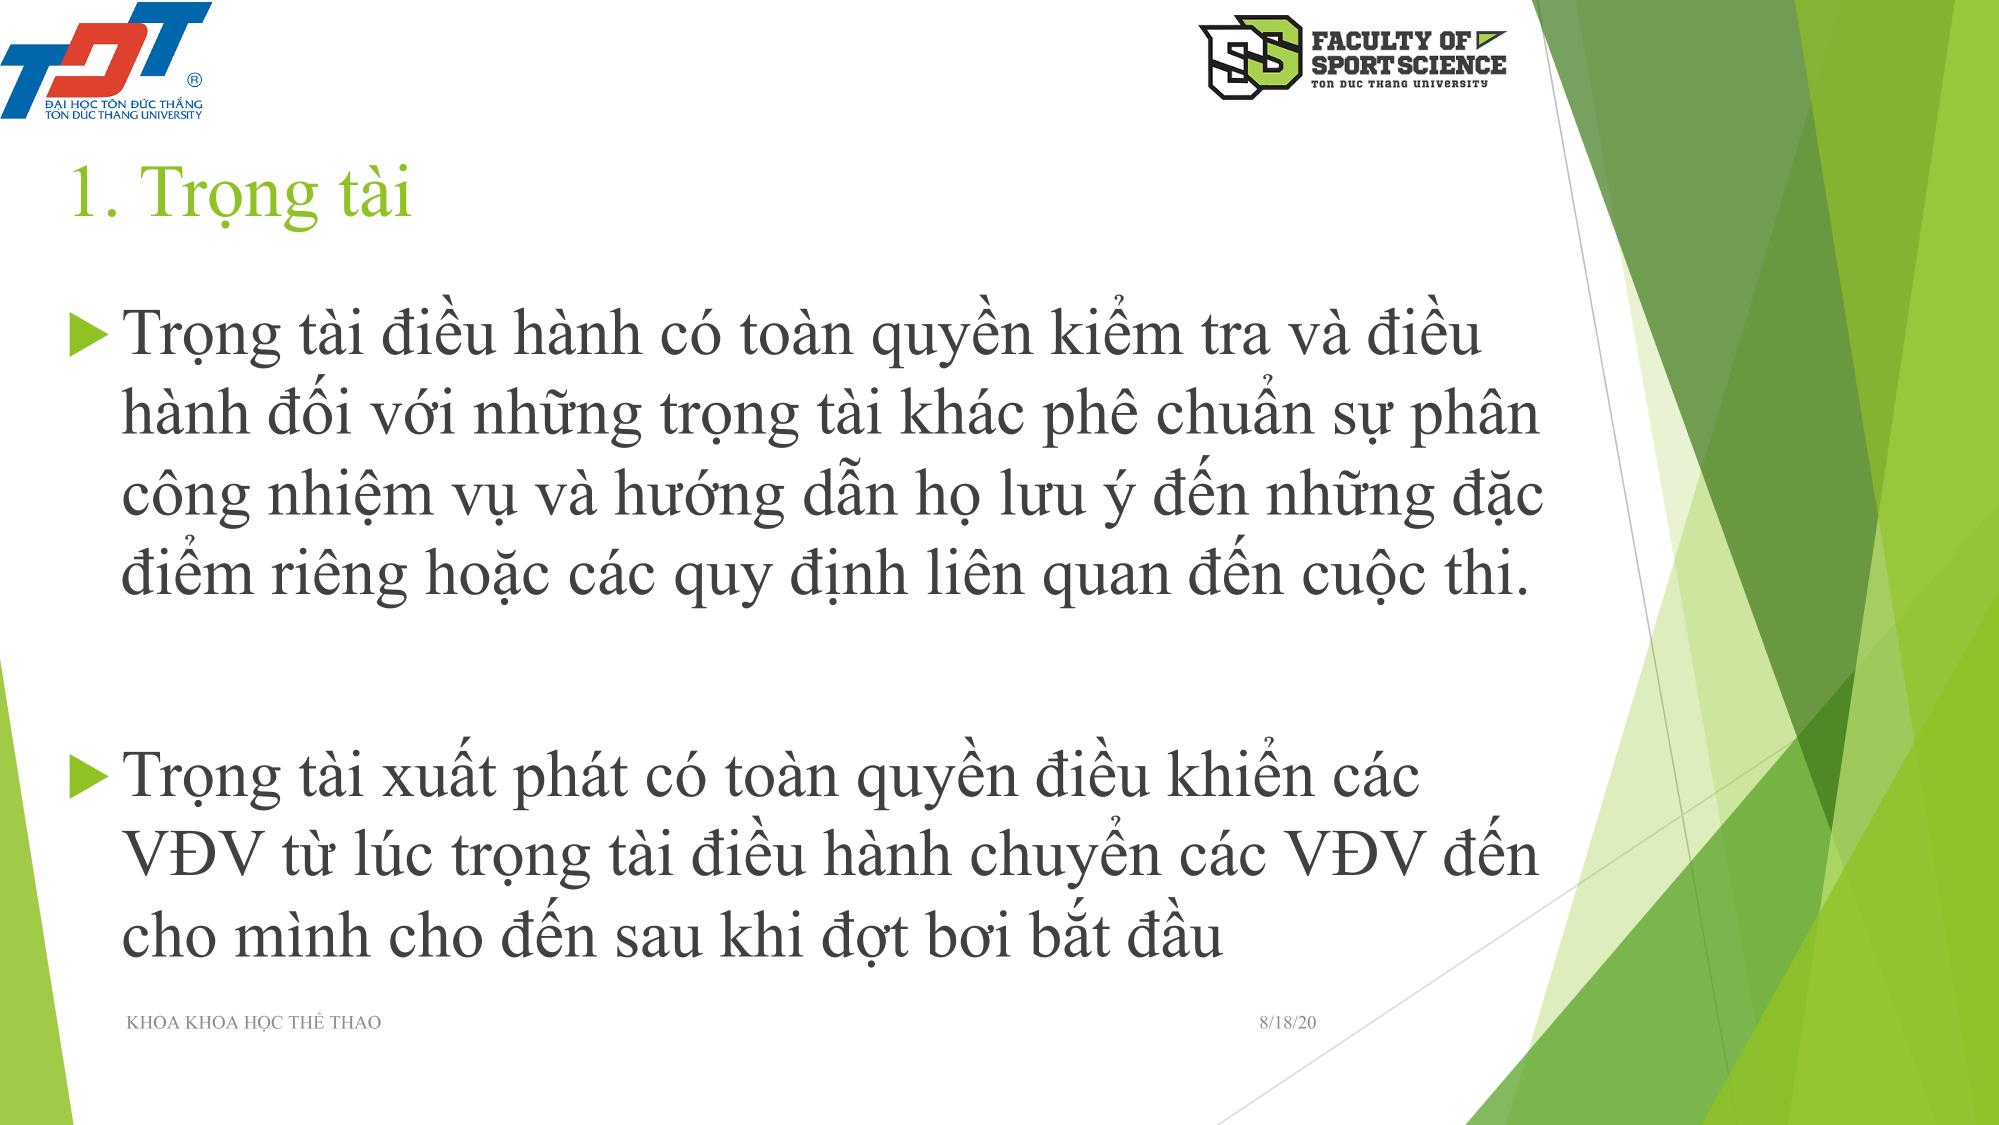 TDT
®
ĐẠI HỌC TÔN ĐỨC THẮNG
TON DUC THANG UNIVERSITY
SS
FACULTY OF
SPORT SCIENCE
TON DUC THANG UNIVERSITY
1. Trọng tài
Trọng tài điều hành có toàn quyền kiểm tra và điều
hành đối với những trọng tài khác phê chuẩn sự phân
công nhiệm vụ và hướng dẫn họ lưu ý đến những đặc
điểm riêng hoặc các quy định liên quan đến cuộc thi.
Trọng tài xuất phát có toàn quyền điều khiển các
VĐV từ lúc trọng tài điều hành chuyển các VĐV đến
cho mình cho đến sau khi đợt bơi bắt đầu
KHOA KHOA HỌC THỂ THAO
8/18/20